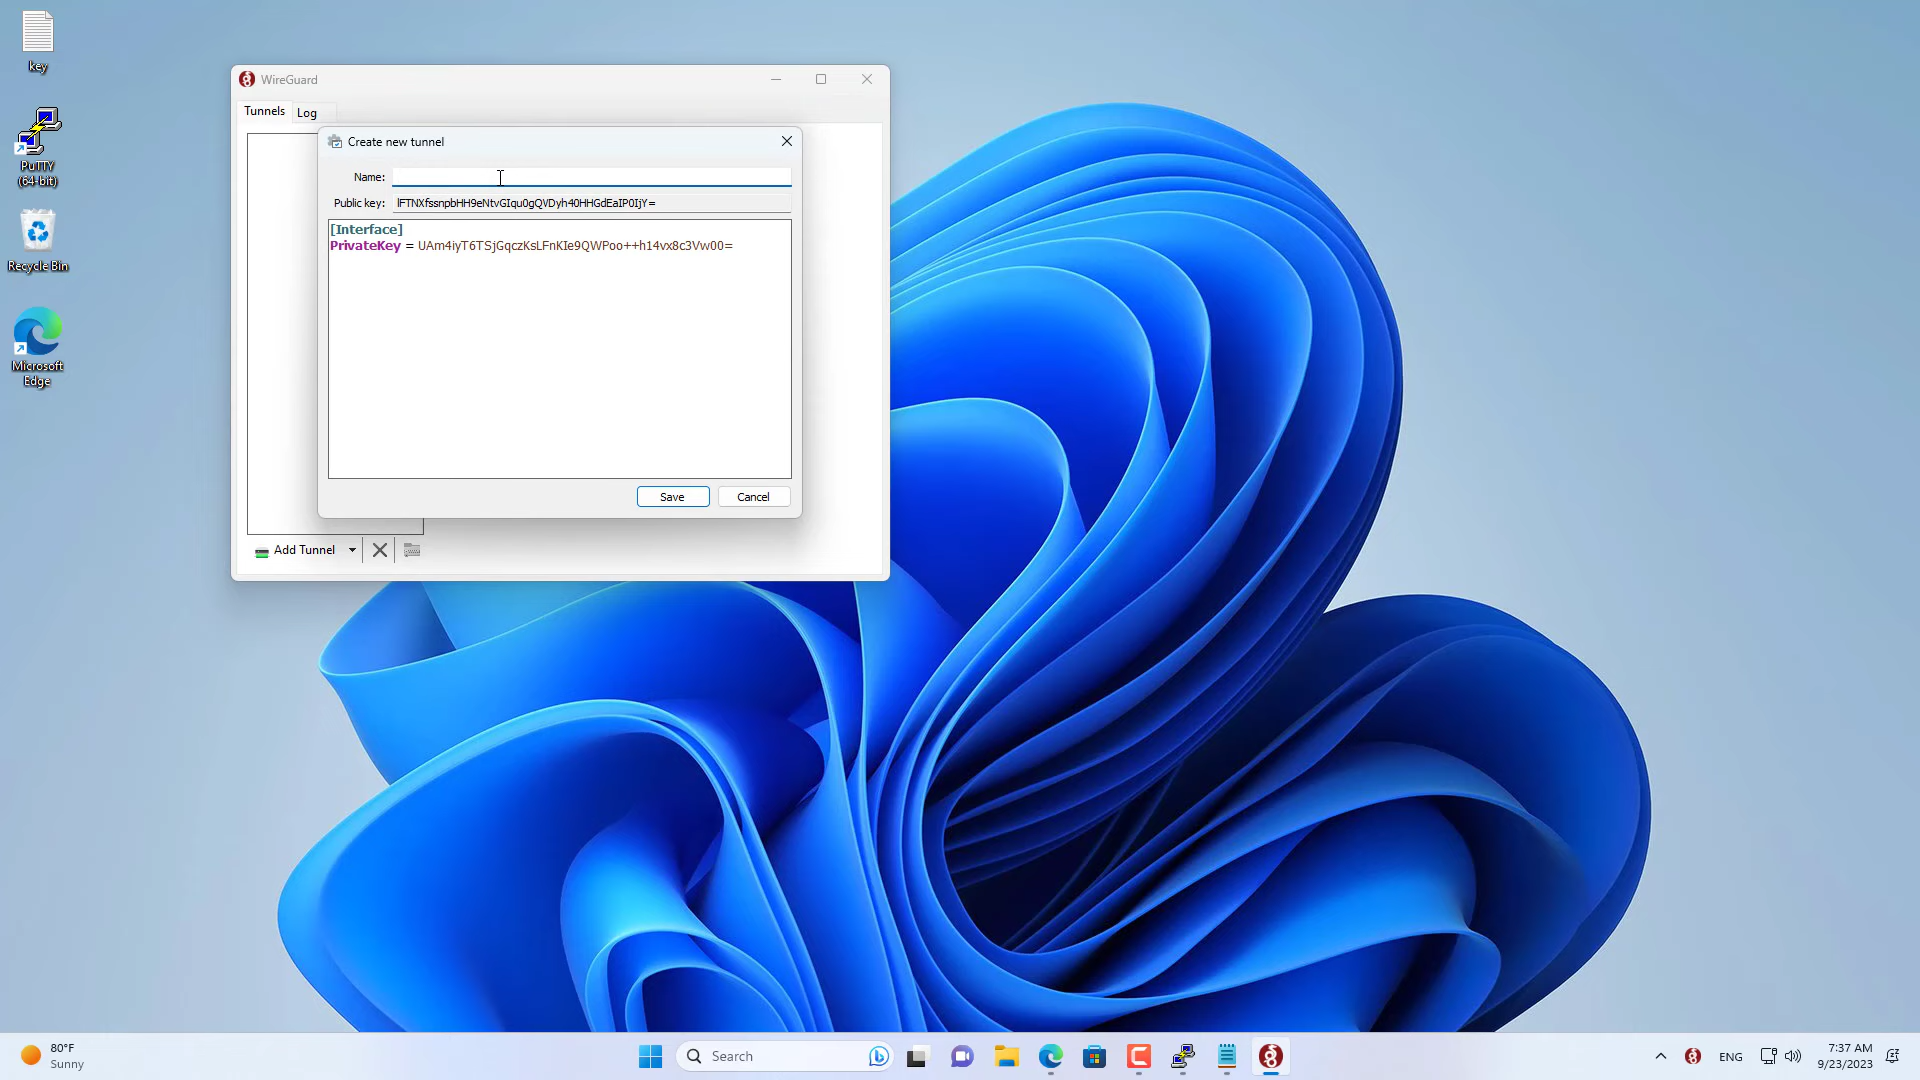 key
PuTTY
(64-bit)
Recycle Bin
Microsoft
Edge
WireGuard
Tunnels
Log
Create new tunnel
Name:
Public key:
lFTNXfssnpbHH9eNtvGIqu0gQVDyh40HHGdEaIP0IjY=
[Interface]
PrivateKey = UAm4iyT6TSjGqczKsLFnKIe9QWPoo++h14vx8c3Vw00=
Save
Cancel
Add Tunnel
80°F
Sunny
Search
ENG
7:37 AM
9/23/2023